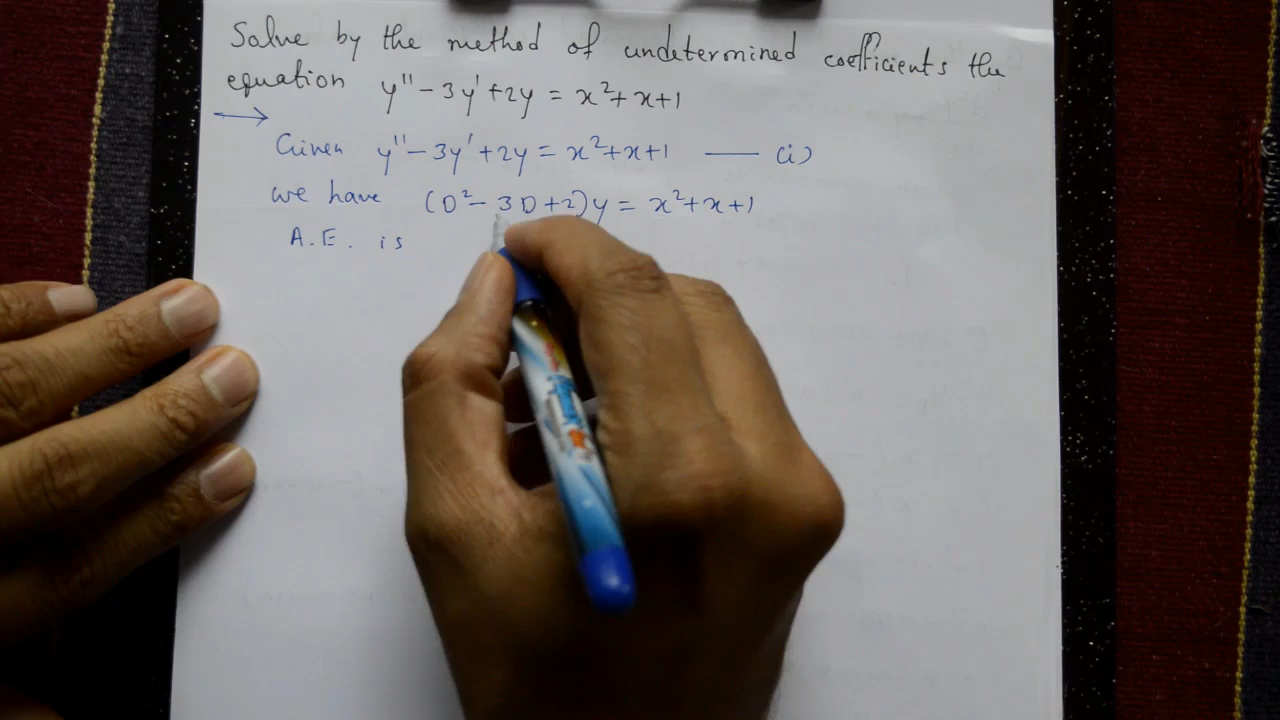 Solve by the method of undetermined coefficients the
equation y'' - 3y' + 2y = x² + x + 1
→
Given y'' - 3y' + 2y = x² + x + 1 —— (i)
we have (D² - 3D + 2)y = x² + x + 1
A.E. is